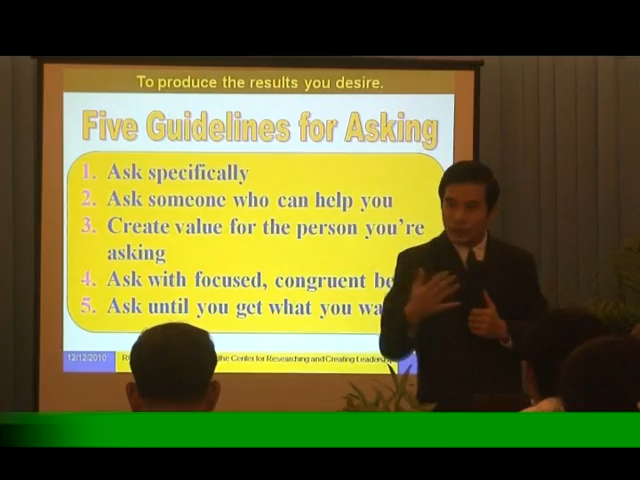 To produce the results you desire.
Five Guidelines for Asking
1. Ask specifically
2. Ask someone who can help you
3. Create value for the person you're
asking
4. Ask with focused, congruent
5. Ask until you get what you
12/12/2010 the Center for Researching and Creating Leadership